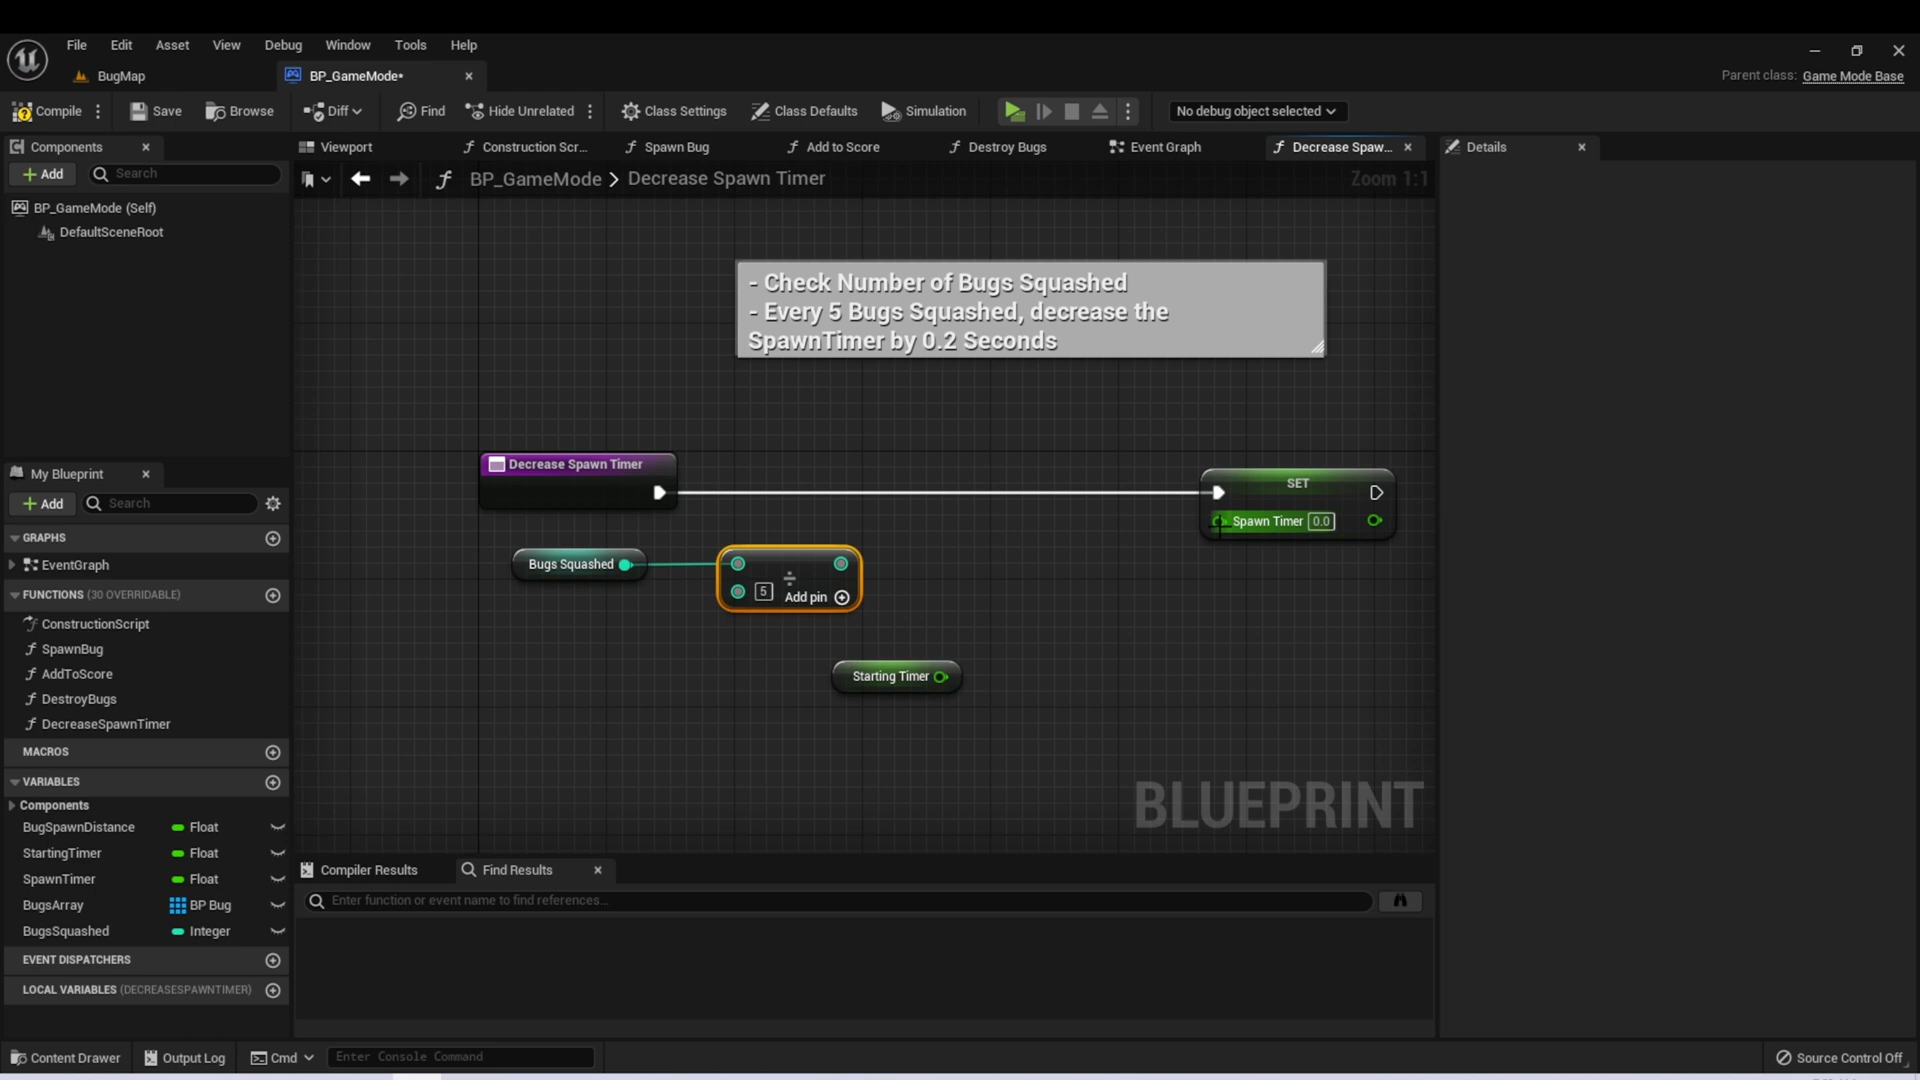 File Edit Asset View Debug Window Tools Help
BugMap
BP_GameMode*
Parent class: Game Mode Base
Compile Save Browse Diff Find Hide Unrelated Class Settings Class Defaults Simulation No debug object selected
Components
Viewport Construction Scr... Spawn Bug Add to Score Destroy Bugs Event Graph Decrease Spaw... Details
Add Search
BP_GameMode > Decrease Spawn Timer Zoom 1:1
BP_GameMode (Self)
DefaultSceneRoot
- Check Number of Bugs Squashed
- Every 5 Bugs Squashed, decrease the
SpawnTimer by 0.2 Seconds
Decrease Spawn Timer
SET
Spawn Timer 0.0
Bugs Squashed
÷
5 Add pin
Starting Timer
BLUEPRINT
My Blueprint
Add Search
GRAPHS
EventGraph
FUNCTIONS (30 OVERRIDABLE)
ConstructionScript
SpawnBug
AddToScore
DestroyBugs
DecreaseSpawnTimer
MACROS
VARIABLES
Components
BugSpawnDistance Float
StartingTimer Float
SpawnTimer Float
BugsArray BP Bug
BugsSquashed Integer
EVENT DISPATCHERS
LOCAL VARIABLES (DECREASESPAWNTIMER)
Compiler Results Find Results
Enter function or event name to find references...
Content Drawer Output Log Cmd Enter Console Command Source Control Off